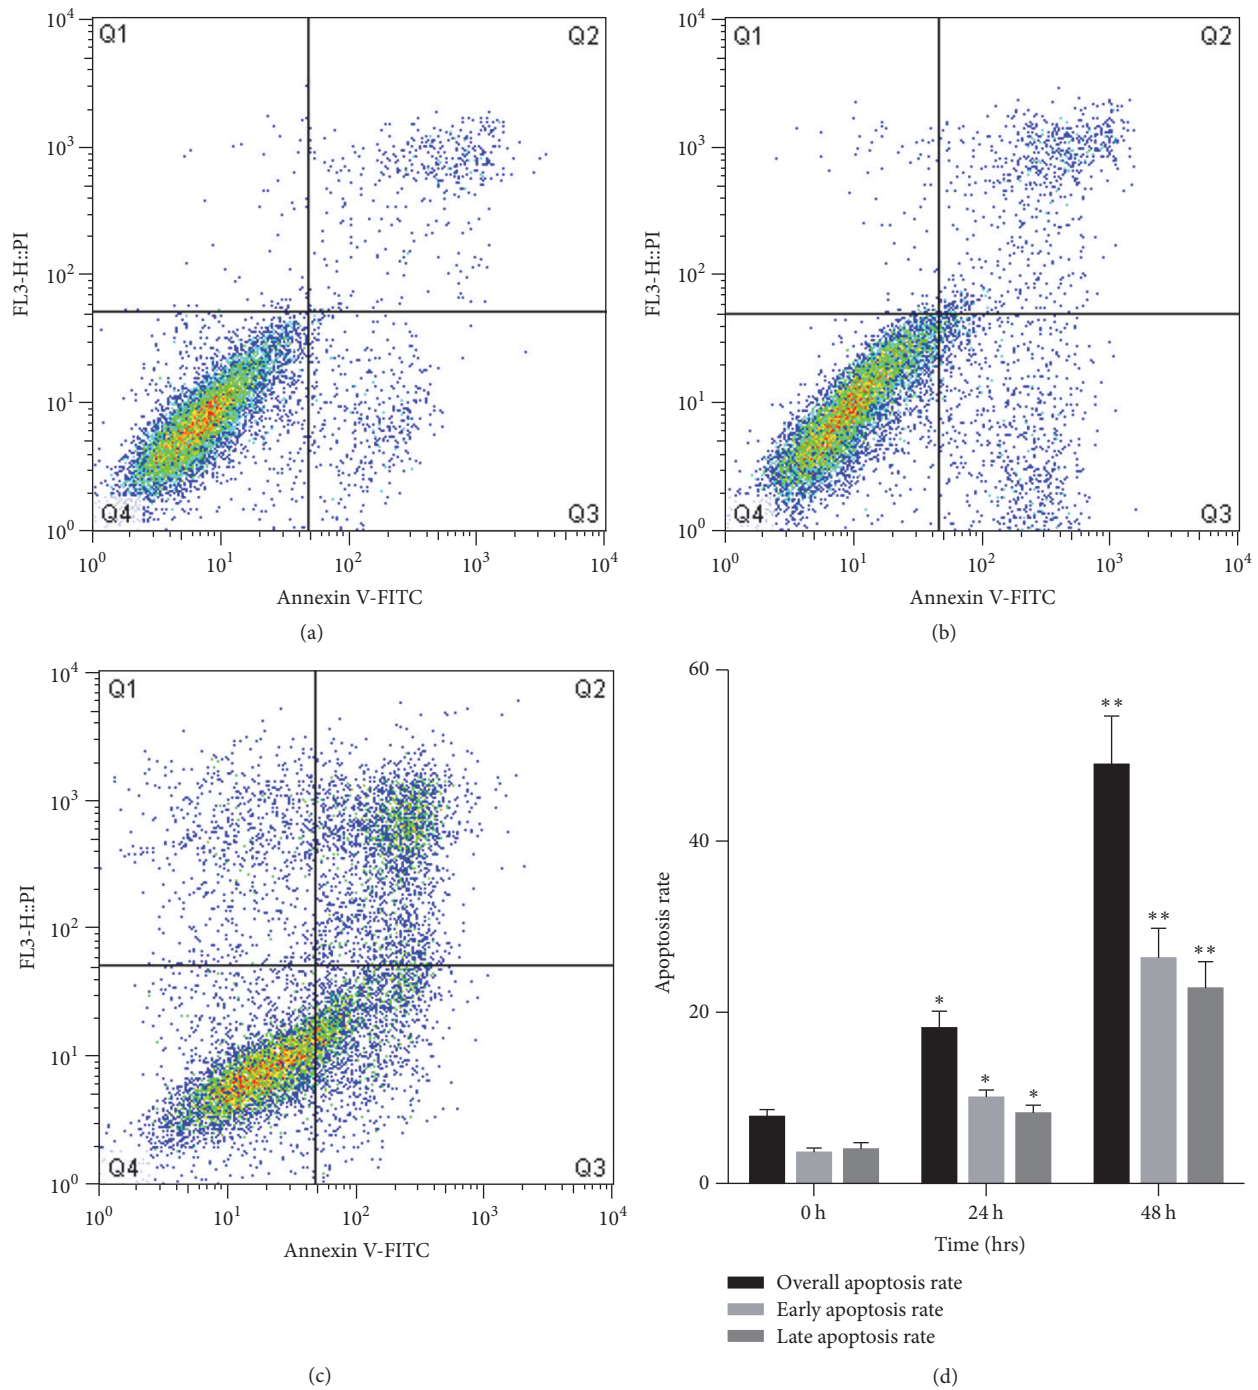 10⁴
Q1 Q2
10³
10²
10¹
10⁰
Q4 Q3
FL3-H::PI
10⁰ 10¹ 10² 10³ 10⁴
Annexin V-FITC
(a)
10⁴
Q1 Q2
10³
10²
10¹
10⁰
Q4 Q3
FL3-H::PI
10⁰ 10¹ 10² 10³ 10⁴
Annexin V-FITC
(b)
10⁴
Q1 Q2
10³
10²
10¹
10⁰
Q4 Q3
FL3-H::PI
10⁰ 10¹ 10² 10³ 10⁴
Annexin V-FITC
(c)
60
40
20
0
Apoptosis rate
**
** **
*
* *
0 h 24 h 48 h
Time (hrs)
Overall apoptosis rate
Early apoptosis rate
Late apoptosis rate
(d)